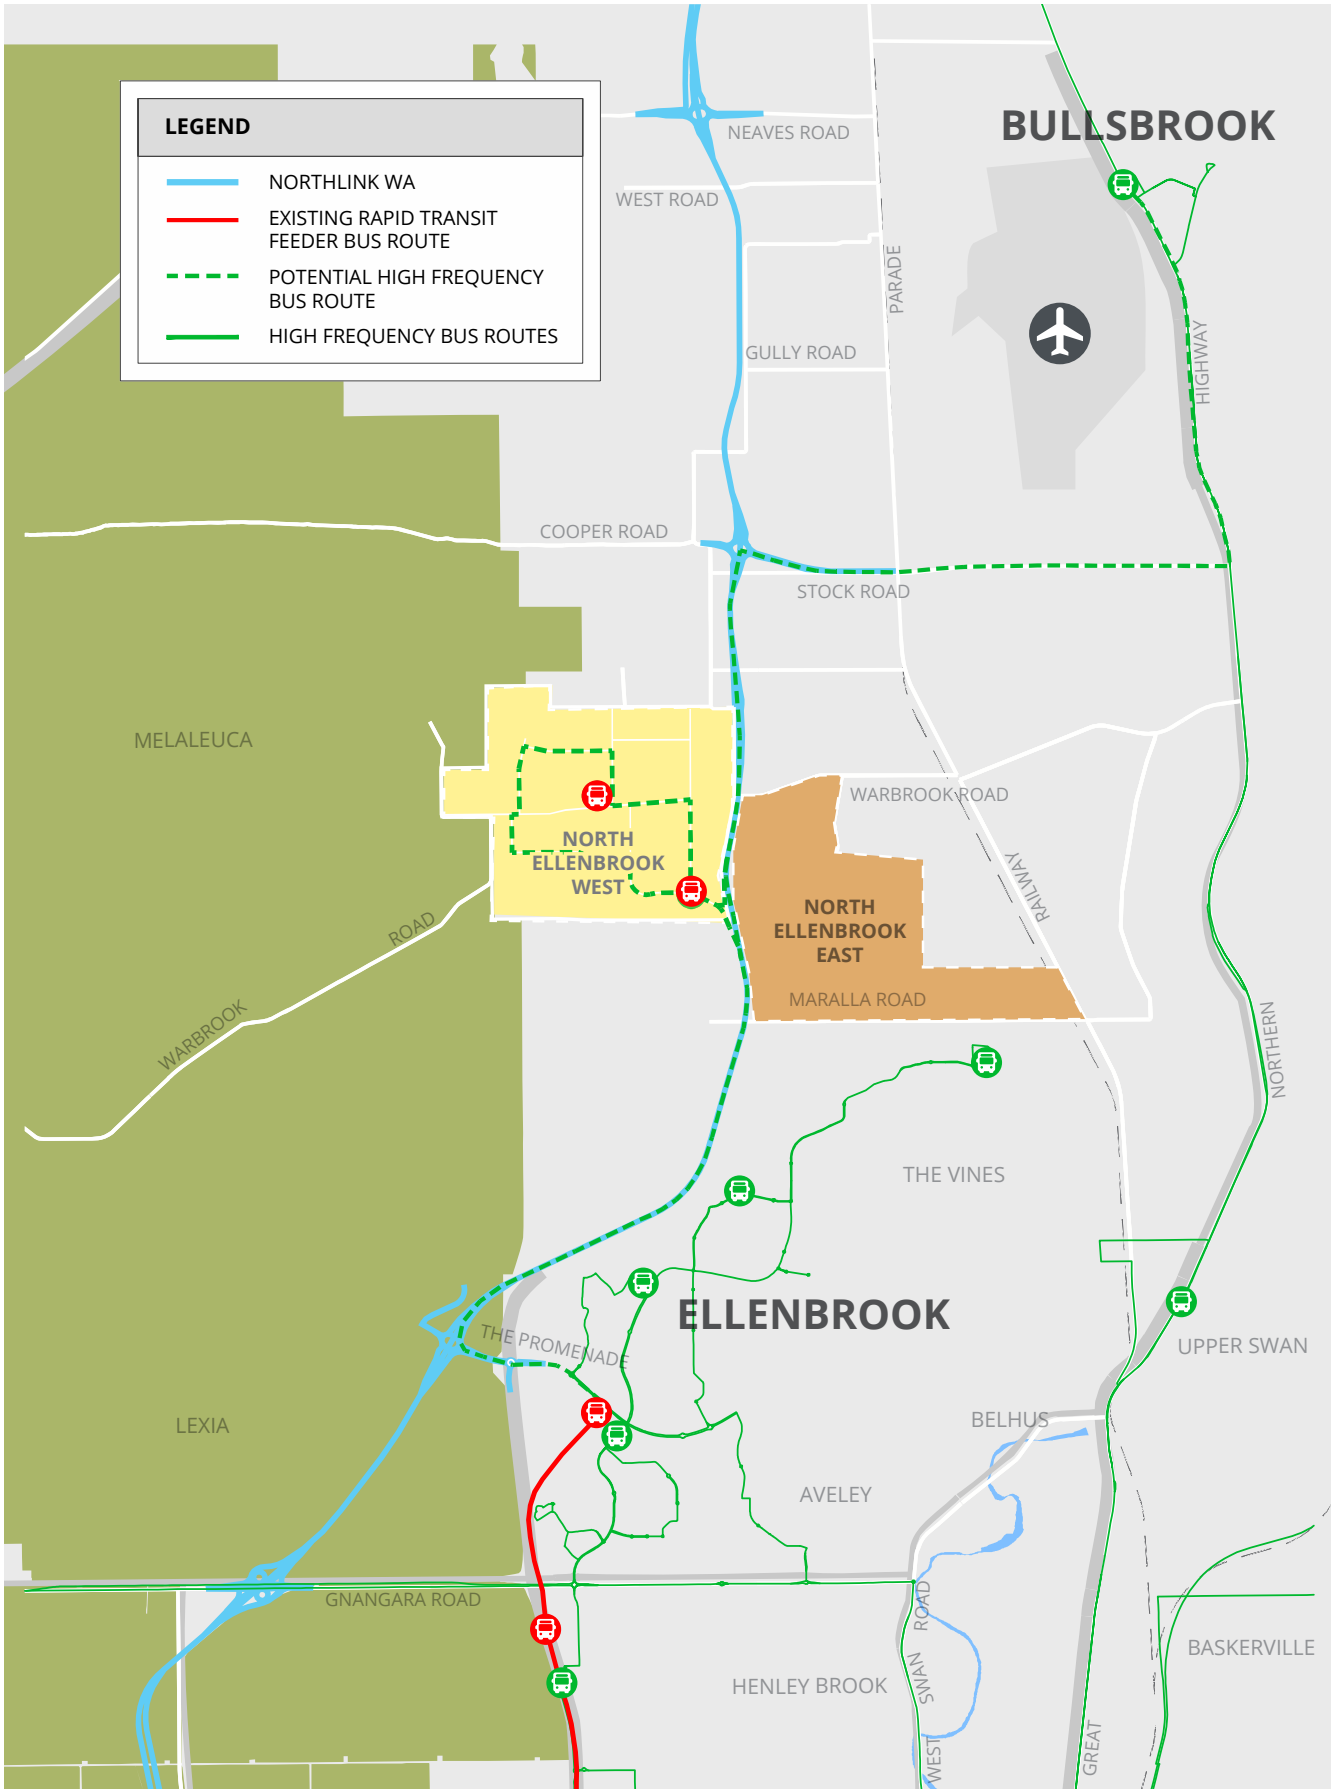 LEGEND
NORTHLINK WA
EXISTING RAPID TRANSIT
FEEDER BUS ROUTE
POTENTIAL HIGH FREQUENCY
BUS ROUTE
HIGH FREQUENCY BUS ROUTES
BULLSBROOK
NEAVES ROAD
WEST ROAD
PARADE
GULLY ROAD
HIGHWAY
COOPER ROAD
STOCK ROAD
MELALEUCA
WARBROOK ROAD
NORTH
ELLENBROOK
WEST
RAILWAY
NORTH
ELLENBROOK
EAST
ROAD
WARBROOK
MARALLA ROAD
NORTHERN
THE VINES
ELLENBROOK
THE PROMENADE
UPPER SWAN
LEXIA
BELHUS
AVELEY
GNANGARA ROAD
ROAD
SWAN
WEST
BASKERVILLE
HENLEY BROOK
GREAT